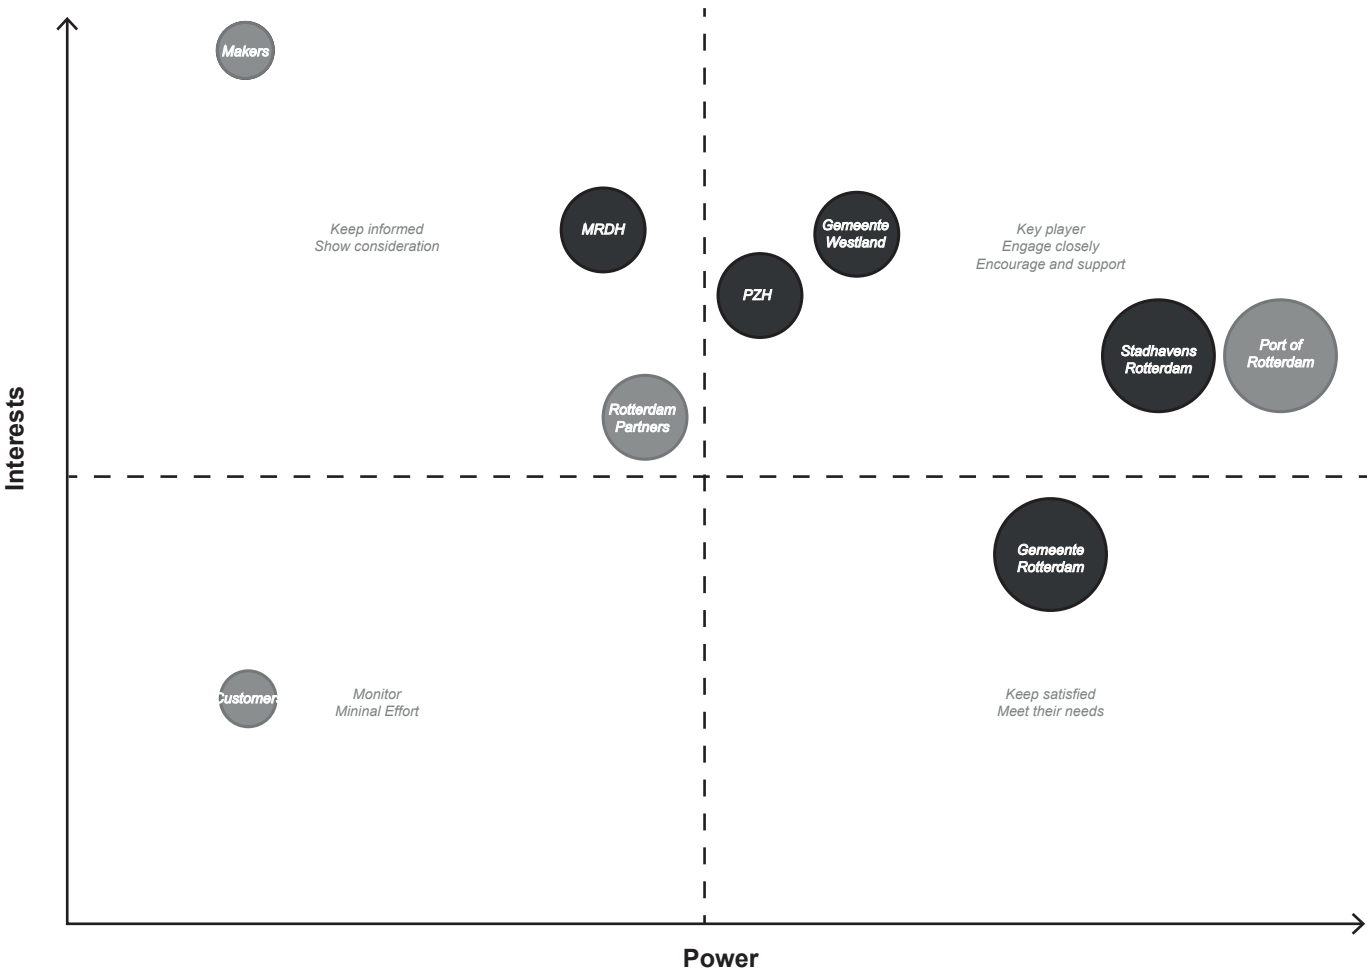 Makers
MRDH
Gemeente
Westland
Keep informed
Show consideration
Key player
Engage closely
Encourage and support
PZH
Stadhavens
Rotterdam
Port of
Rotterdam
Rotterdam
Partners
Interests
Gemeente
Rotterdam
Customers
Monitor
Mininal Effort
Keep satisfied
Meet their needs
Power